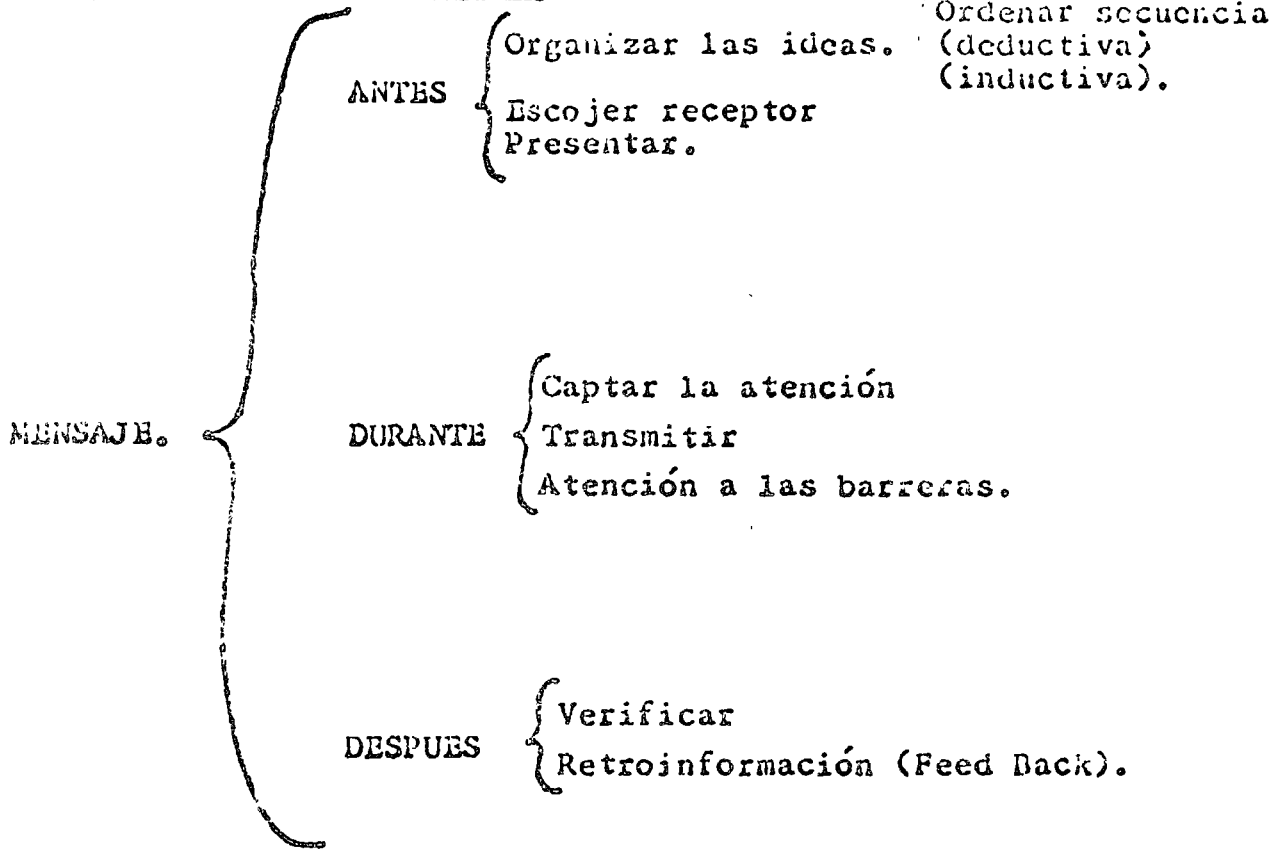 Ordenar secuencia
Organizar las ideas. (deductiva)
(inductiva).
ANTES
Escojer receptor
Presentar.
MENSAJE.
DURANTE
Captar la atención
Transmitir
Atención a las barreras.
DESPUES
Verificar
Retroinformación (Feed Back).